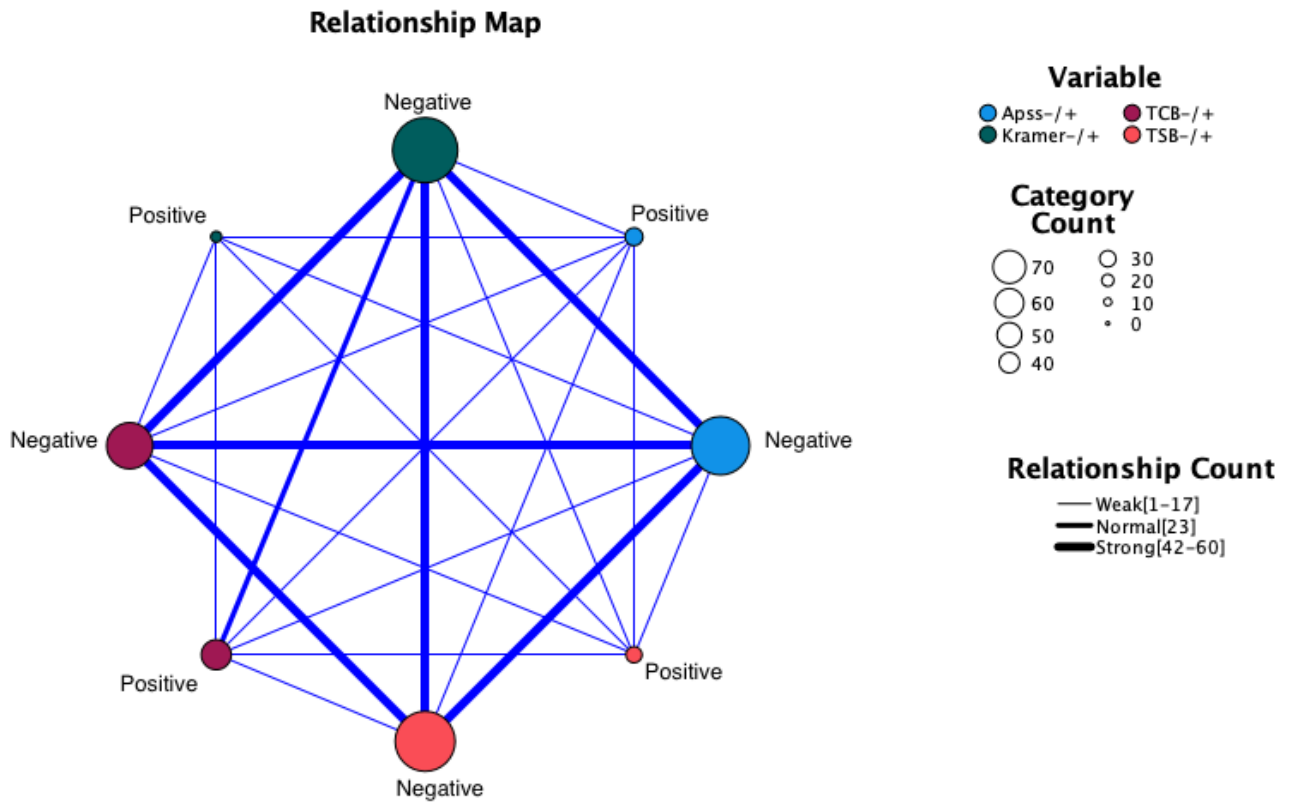 Relationship Map
Negative
Positive
Positive
Negative
Negative
Positive
Positive
Negative
Variable
Apss-/+ TCB-/+
Kramer-/+ TSB-/+
Category
Count
70 30
60 20
50 10
40 0
Relationship Count
Weak[1-17]
Normal[23]
Strong[42-60]